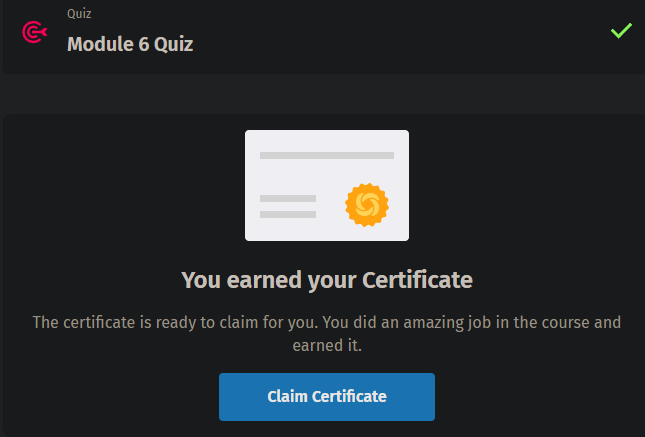 Quiz
Module 6 Quiz
You earned your Certificate
The certificate is ready to claim for you. You did an amazing job in the course and
earned it.
Claim Certificate